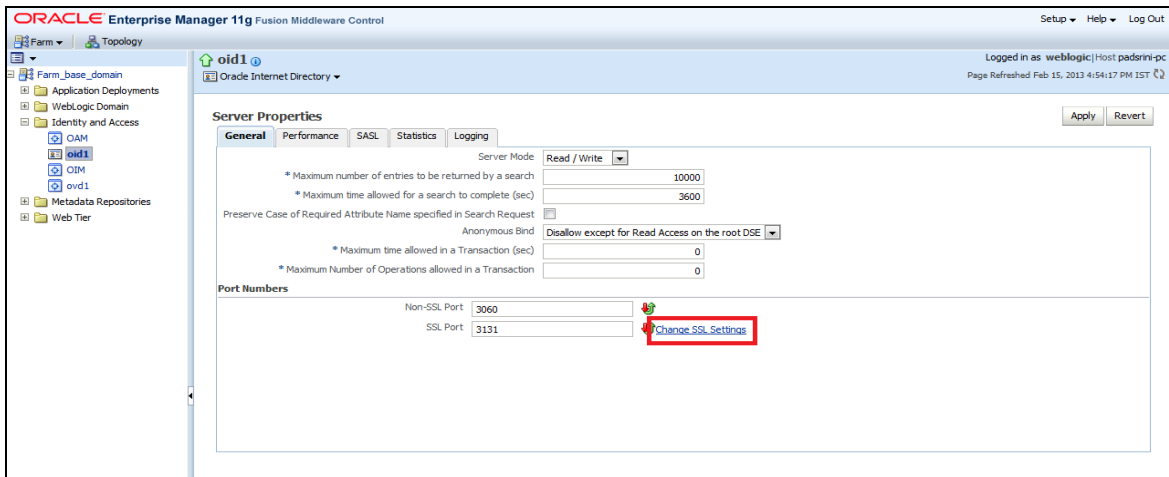 ORACLE Enterprise Manager 11g Fusion Middleware Control
Setup Help Log Out
Farm Topology
oid1
Logged in as weblogic|Host padsrini-pc
Oracle Internet Directory
Page Refreshed Feb 15, 2013 4:54:17 PM IST
Farm_base_domain
Application Deployments
WebLogic Domain
Identity and Access
OAM
oid1
OIM
ovd1
Metadata Repositories
Web Tier
Server Properties
Apply Revert
General Performance SASL Statistics Logging
Server Mode Read / Write
* Maximum number of entries to be returned by a search 10000
* Maximum time allowed for a search to complete (sec) 3600
Preserve Case of Required Attribute Name specified in Search Request
Anonymous Bind Disallow except for Read Access on the root DSE
* Maximum time allowed in a Transaction (sec) 0
* Maximum Number of Operations allowed in a Transaction 0
Port Numbers
Non-SSL Port 3060
SSL Port 3131 Change SSL Settings